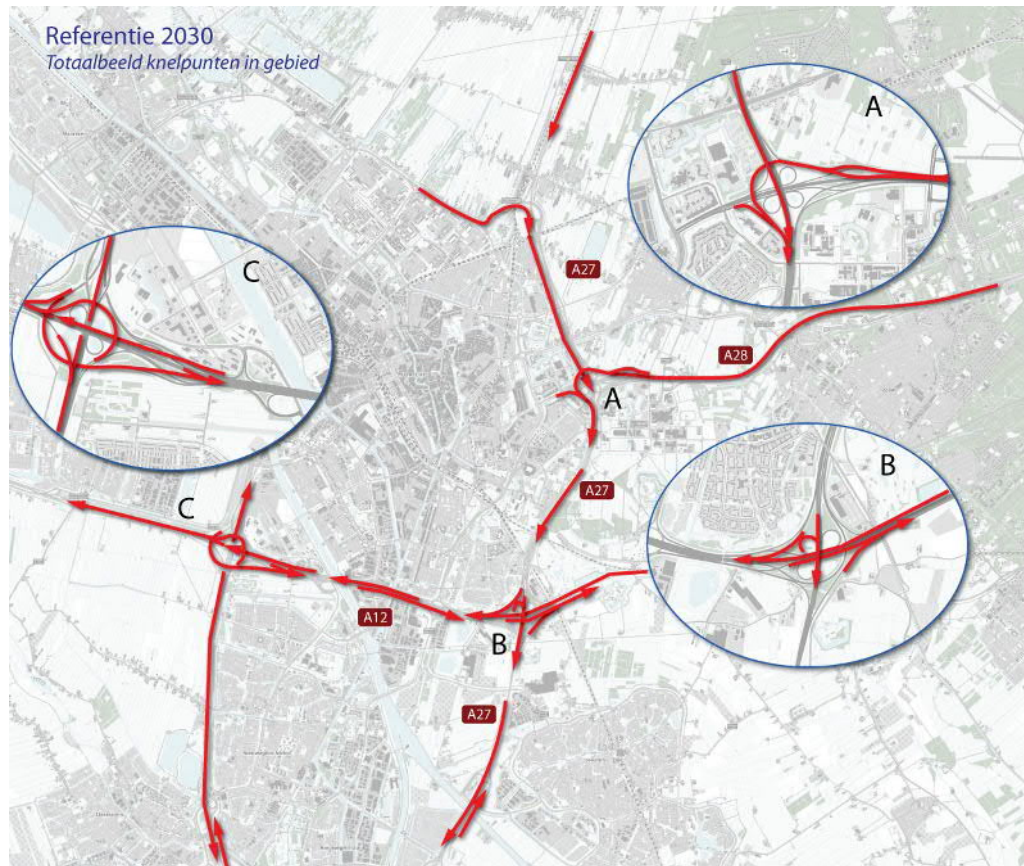 Referentie 2030
Totaalbeeld knelpunten in gebied
A
A27
C
A28
A
A27
B
C
A12
B
A27